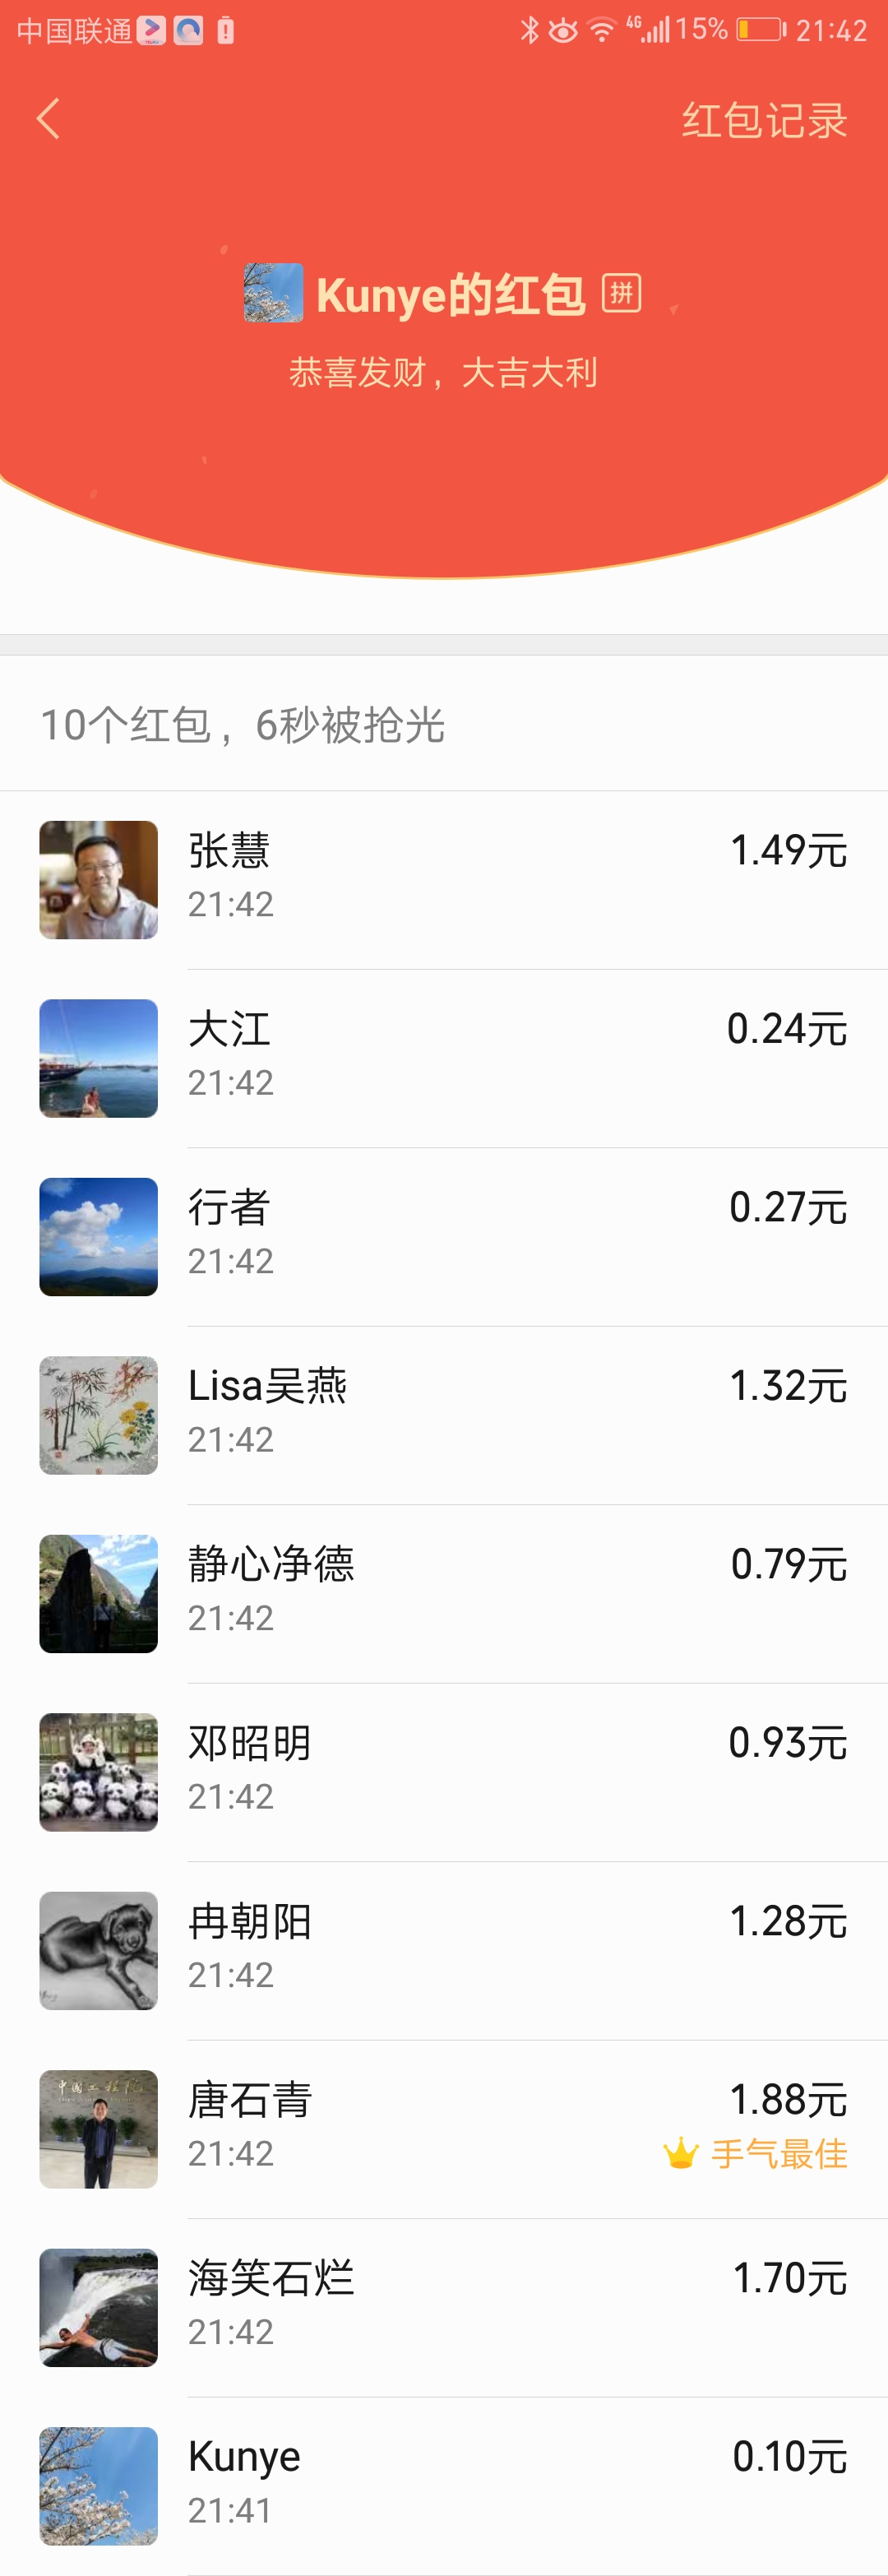 中国联通 4G 15% 21:42
红包记录
Kunye的红包 拼
恭喜发财，大吉大利
10个红包，6秒被抢光
张慧 1.49元
21:42
大江 0.24元
21:42
行者 0.27元
21:42
Lisa吴燕 1.32元
21:42
静心净德 0.79元
21:42
邓昭明 0.93元
21:42
冉朝阳 1.28元
21:42
唐石青 1.88元
21:42 手气最佳
中国工程院
海笑石烂 1.70元
21:42
Kunye 0.10元
21:41